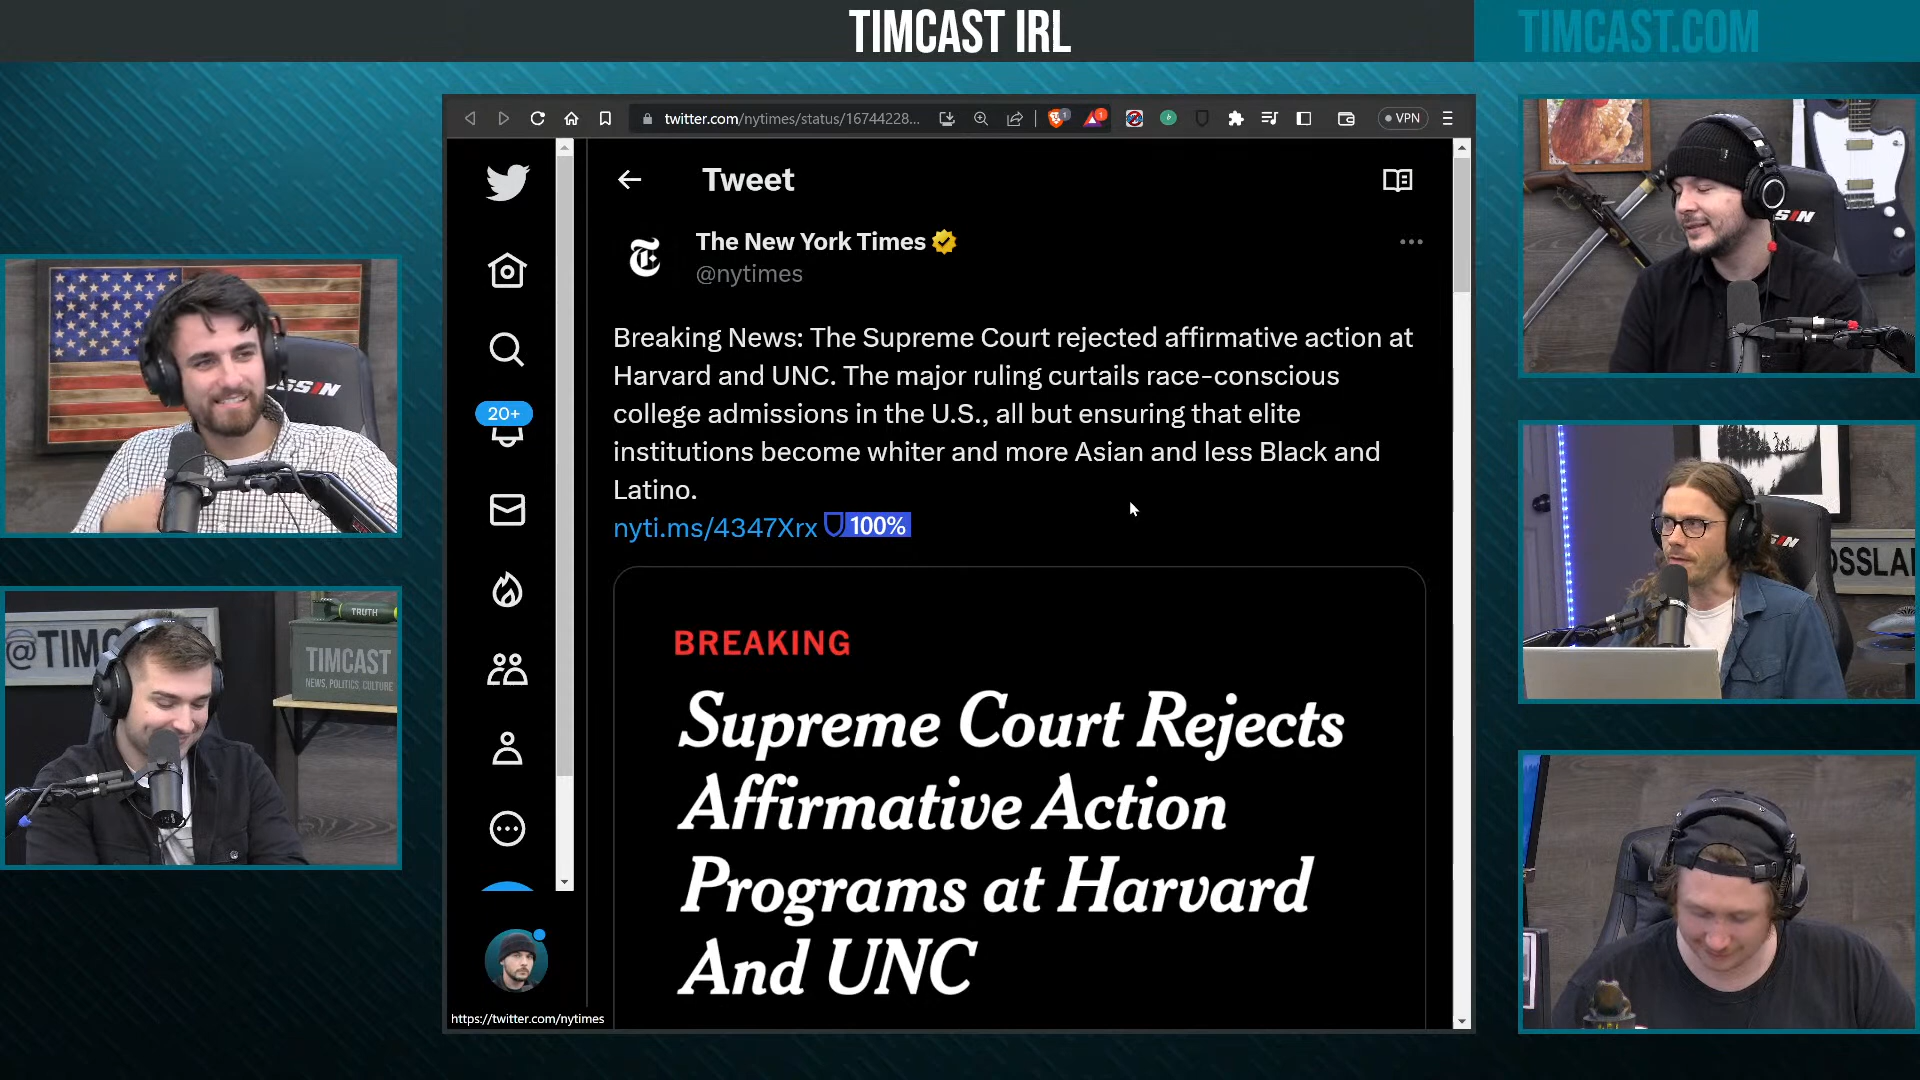 TIMCAST IRL
TIMCAST.COM
twitter.com/nytimes/status/16744228...
VPN
Tweet
The New York Times
@nytimes
Breaking News: The Supreme Court rejected affirmative action at
Harvard and UNC. The major ruling curtails race-conscious
college admissions in the U.S., all but ensuring that elite
institutions become whiter and more Asian and less Black and
Latino.
nyti.ms/4347Xrx 100%
20+
BREAKING
Supreme Court Rejects
Affirmative Action
Programs at Harvard
And UNC
https://twitter.com/nytimes
@TIM
TRUTH
TIMCAST
NEWS, POLITICS, CULTURE